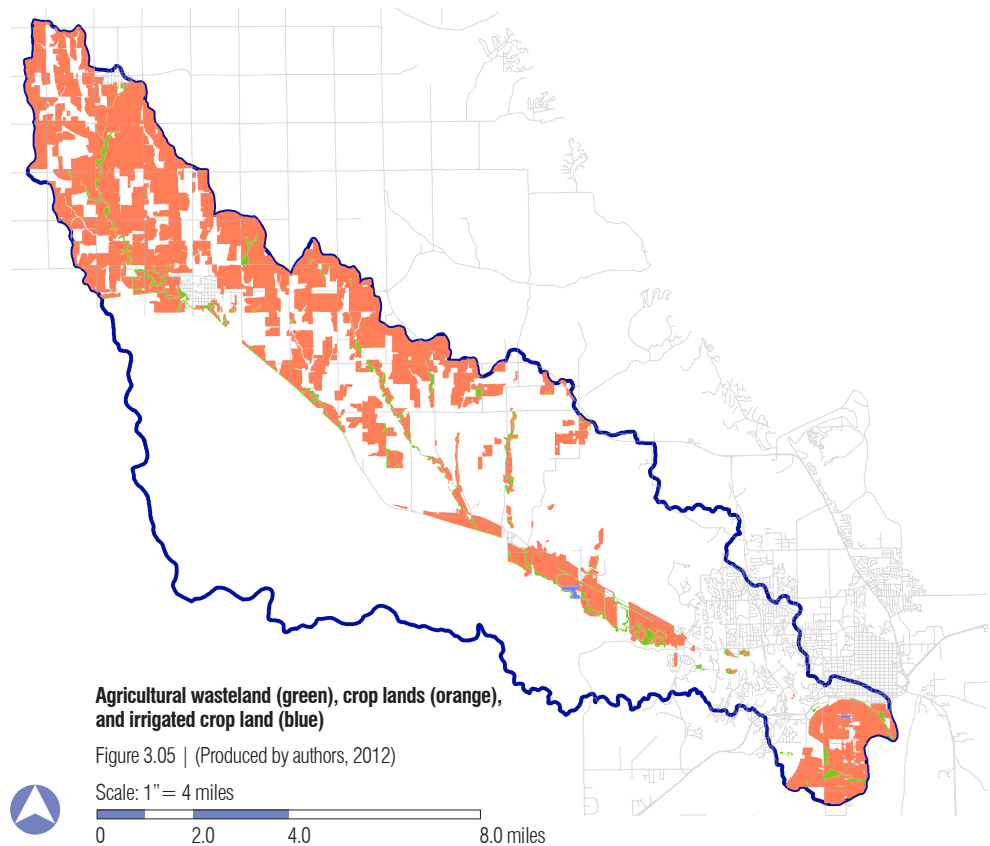 Agricultural wasteland (green), crop lands (orange),
and irrigated crop land (blue)
Figure 3.05 | (Produced by authors, 2012)
Scale: 1”= 4 miles
0 2.0 4.0 8.0 miles